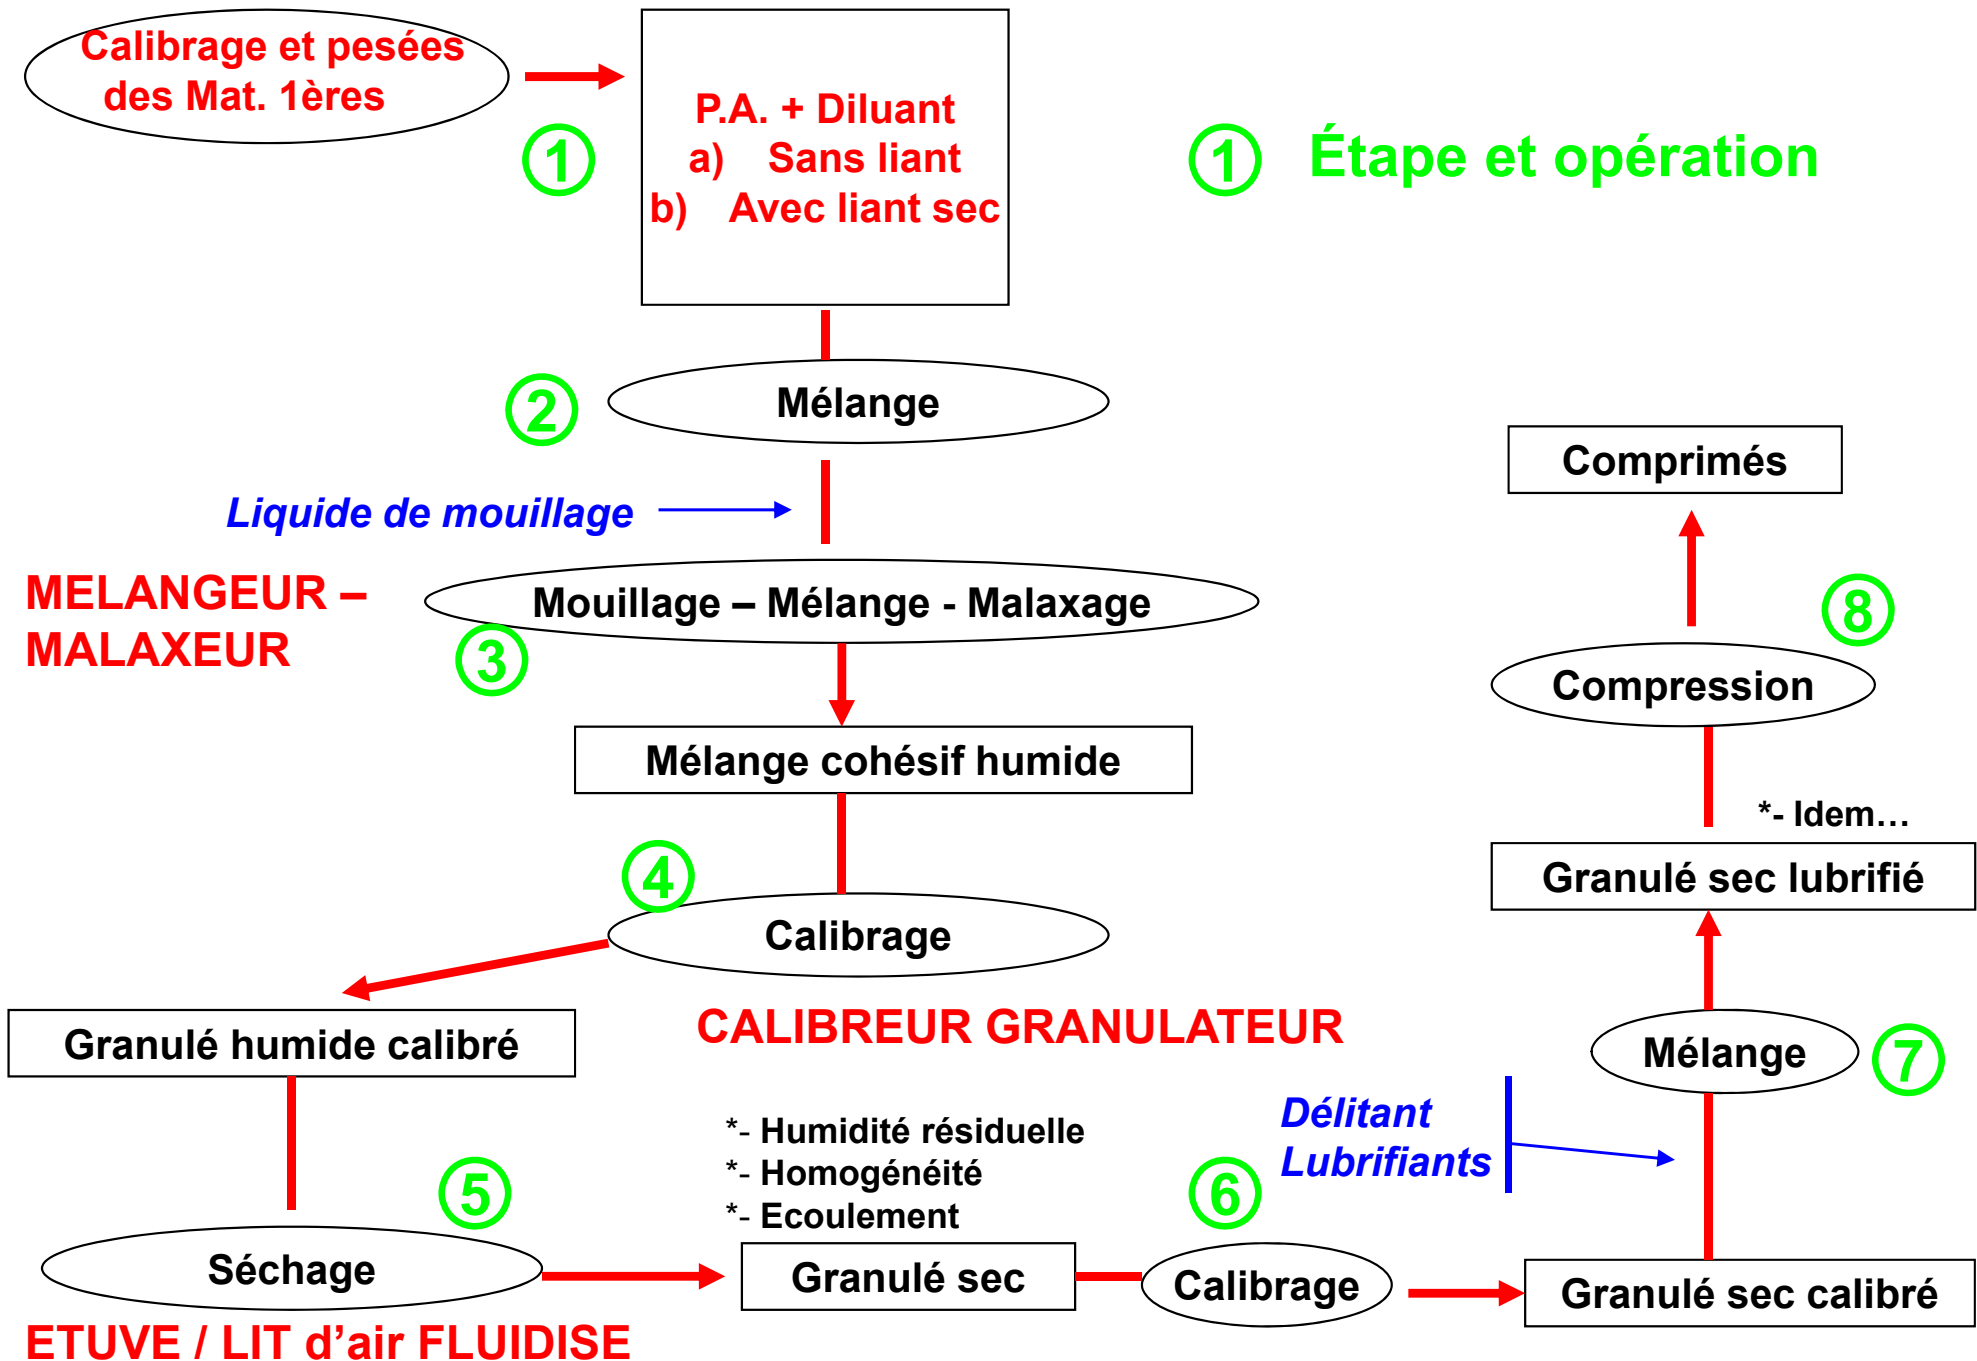 Calibrage et pesées
des Mat. 1ères
1
P.A. + Diluant
a) Sans liant
b) Avec liant sec
1 Étape et opération
2
Mélange
Liquide de mouillage
MELANGEUR –
MALAXEUR
Mouillage – Mélange - Malaxage
3
Mélange cohésif humide
4
Calibrage
CALIBREUR GRANULATEUR
Granulé humide calibré
5
Séchage
ETUVE / LIT d’air FLUIDISE
*- Humidité résiduelle
*- Homogénéité
*- Ecoulement
Granulé sec
6
Calibrage
Granulé sec calibré
Délitant
Lubrifiants
Mélange
7
Granulé sec lubrifié
*- Idem…
Compression
8
Comprimés